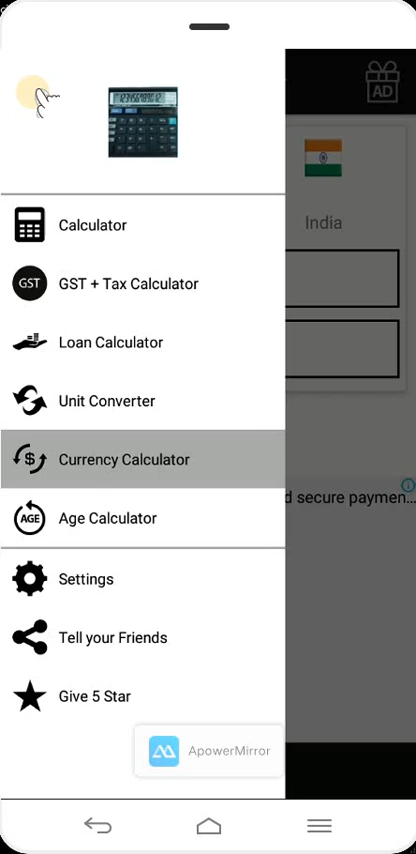 AD
India
Calculator
GST
GST + Tax Calculator
Loan Calculator
Unit Converter
$
Currency Calculator
d secure paymen...
AGE
Age Calculator
Settings
Tell your Friends
Give 5 Star
ApowerMirror